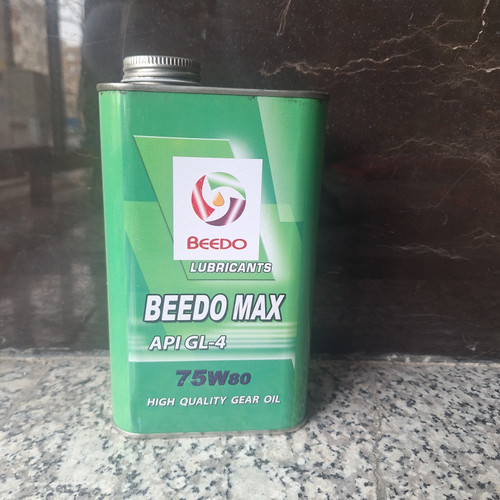 BEEDO
LUBRICANTS
BEEDO MAX
API GL-4
75W80
HIGH QUALITY GEAR OIL